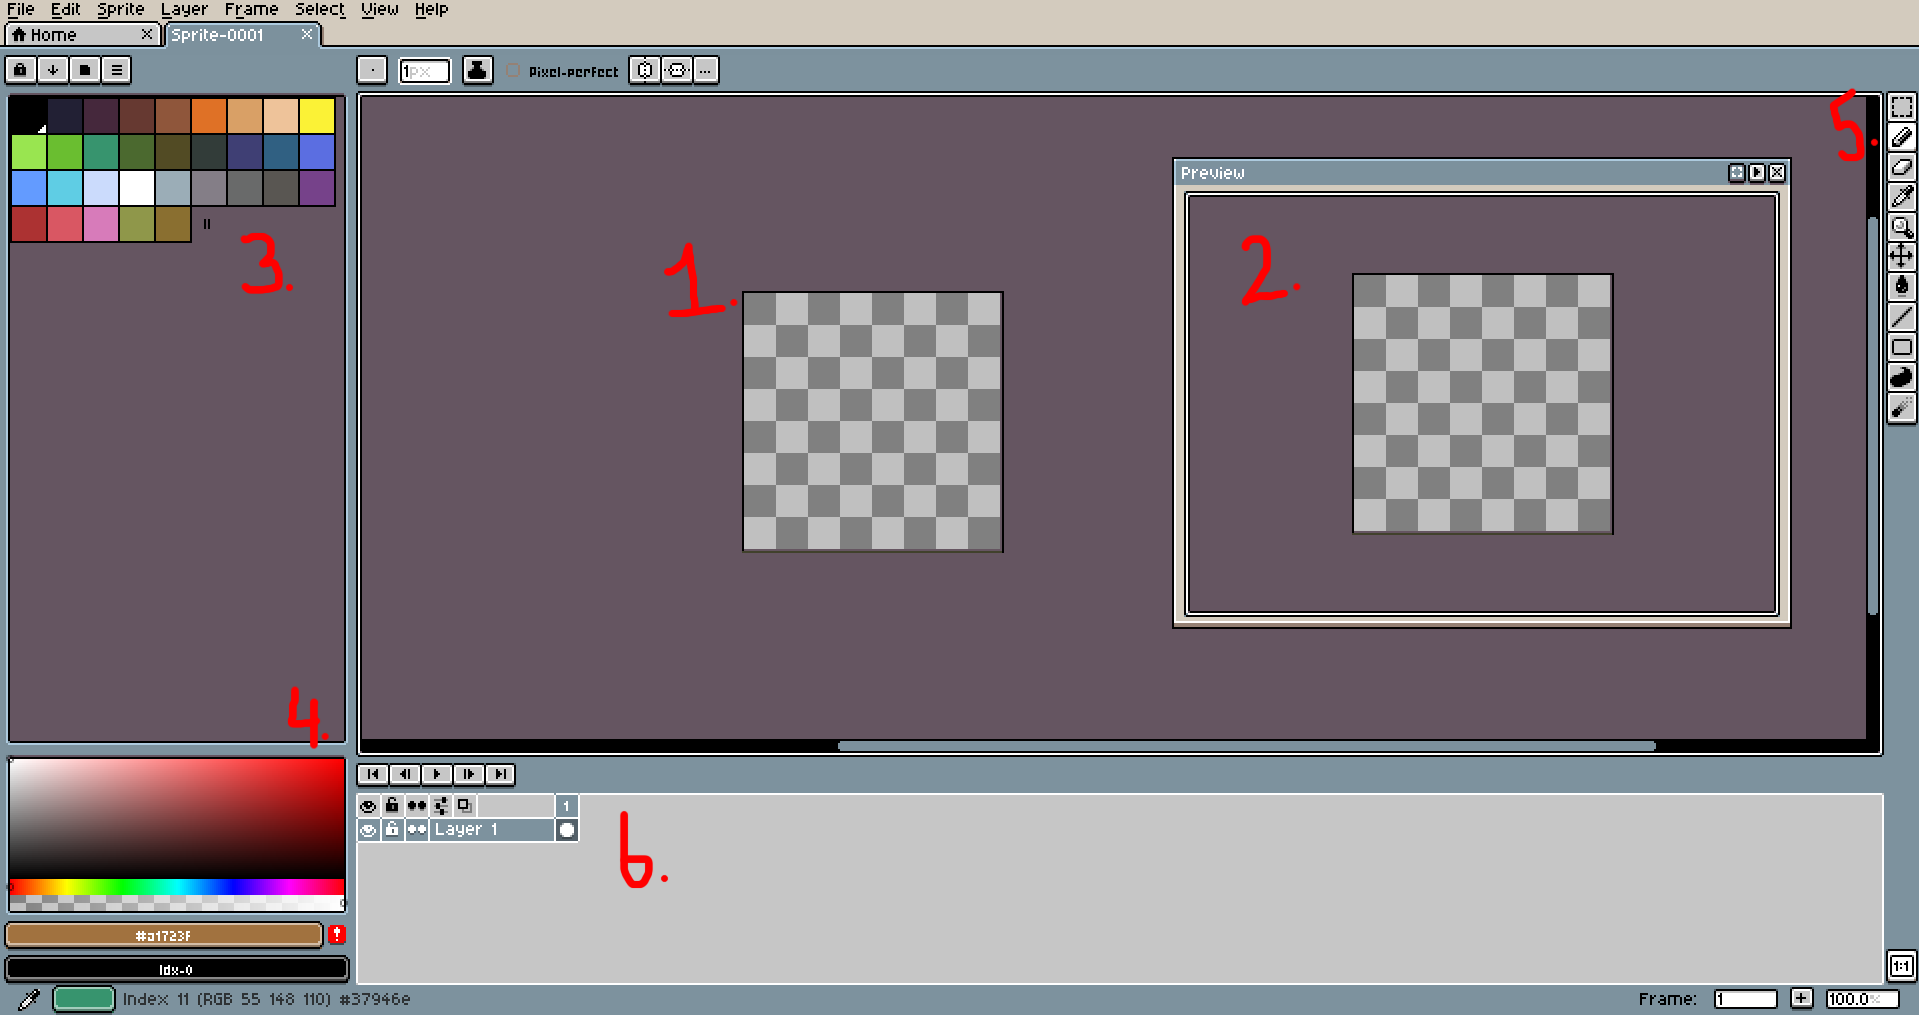 File Edit Sprite Layer Frame Select View Help
Home Sprite-0001
1px Pixel-perfect ...
5.
Preview
3.
1.
2.
4.
1
Layer 1
6.
#a1723f
!
Idx-0
1:1
Index 11 (RGB 55 148 110) #37946e
Frame: 1 + 100.0%